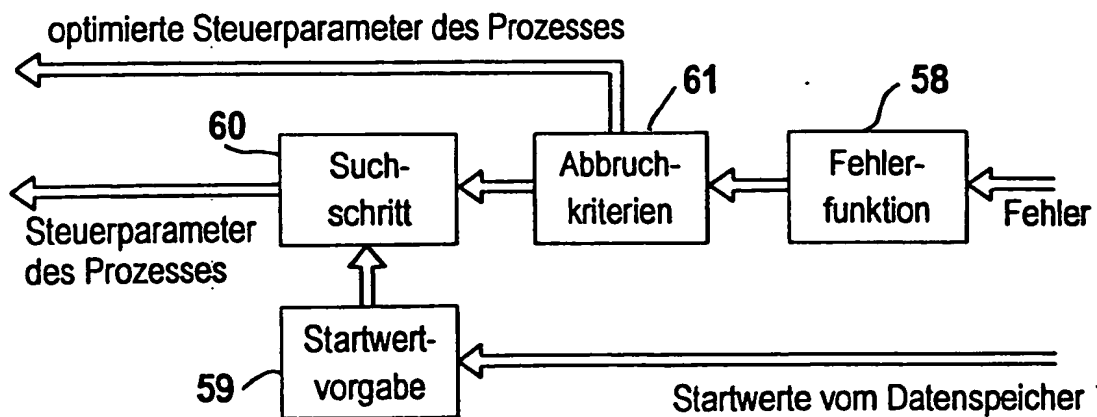 optimierte Steuerparameter des Prozesses
61
58
60
Such-
schritt
Abbruch-
kriterien
Fehler-
funktion
Fehler
Steuerparameter
des Prozesses
Startwert-
vorgabe
59
Startwerte vom Datenspeicher